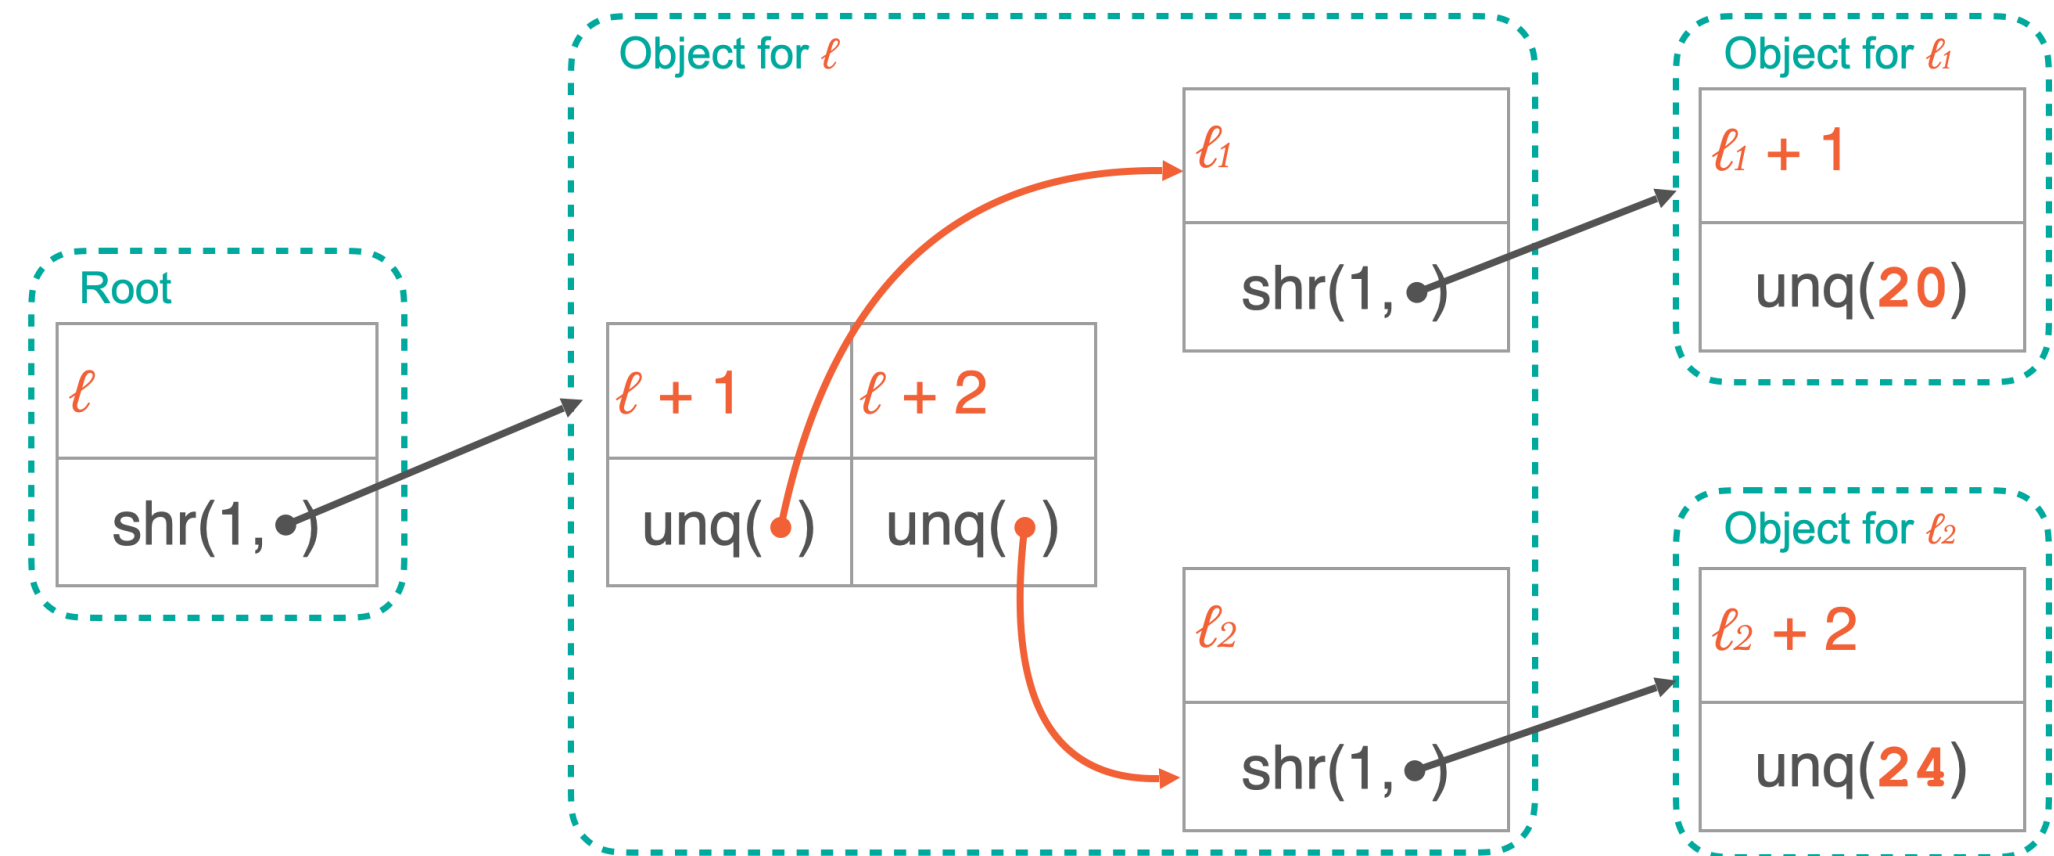 Root
ℓ
shr(1, )
Object for ℓ
ℓ + 1
ℓ + 2
unq( )
unq( )
ℓ1
shr(1, )
ℓ2
shr(1, )
Object for ℓ1
ℓ1 + 1
unq(20)
Object for ℓ2
ℓ2 + 2
unq(24)